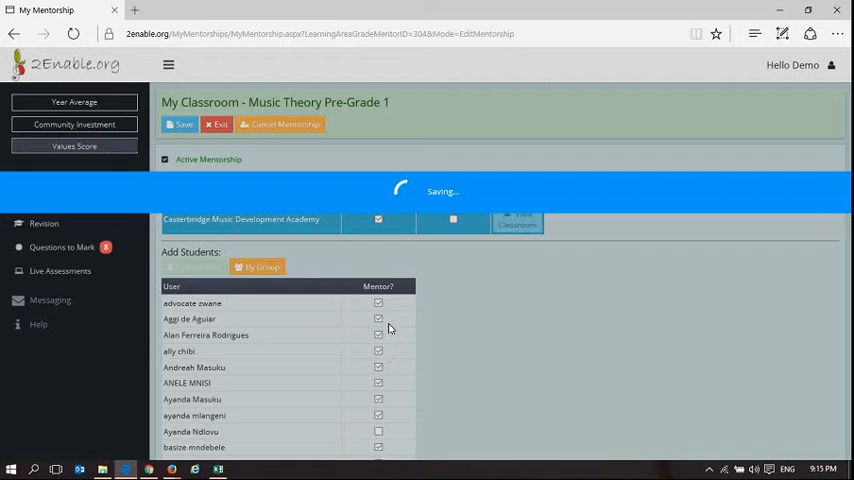 My Mentorship
2enable.org/MyMentorships/MyMentorship.aspx?LearningAreaGradeMentorID=304&Mode=EditMentorship
2Enable.org
Hello Demo
Year Average
Community Investment
Values Score
My Classroom - Music Theory Pre-Grade 1
Save
Exit
Cancel Mentorship
Active Mentorship
Saving...
Casterbridge Music Development Academy
View
Classroom
Revision
Questions to Mark 8
Live Assessments
Messaging
Help
Add Students:
By Group
User Mentor?
advocate zwane
Aggi de Aguiar
Alan Ferreira Rodrigues
ally chibi
Andreah Masuku
ANELE MNISI
Ayanda Masuku
ayanda mlangeni
Ayanda Ndlovu
basize mndebele
ENG
9:15 PM